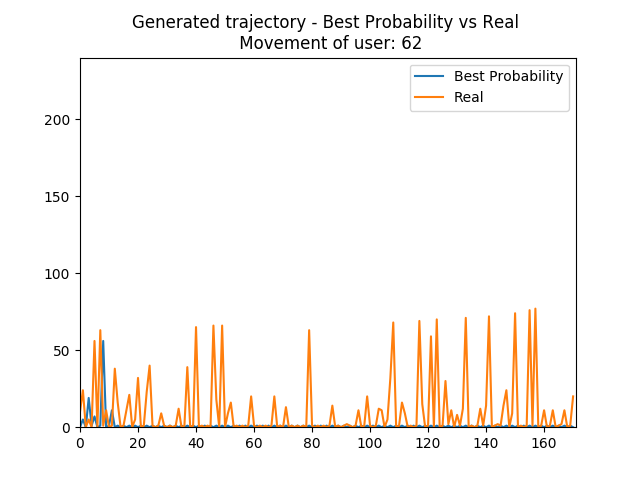 Generated trajectory - Best Probability vs Real
Movement of user: 62
Best Probability
Real
200
150
100
50
0
0 20 40 60 80 100 120 140 160